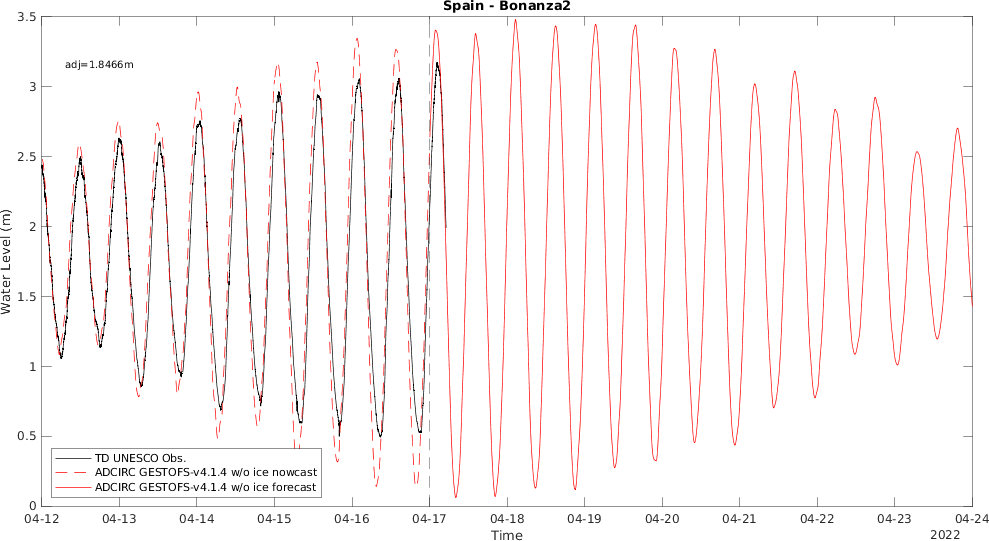 Spain - Bonanza2
adj=1.8466m
Water Level (m)
3.5
3
2.5
2
1.5
1
0.5
0
TD UNESCO Obs.
ADCIRC GESTOFS-v4.1.4 w/o ice nowcast
ADCIRC GESTOFS-v4.1.4 w/o ice forecast
04-12 04-13 04-14 04-15 04-16 04-17 04-18 04-19 04-20 04-21 04-22 04-23 04-24
Time
2022